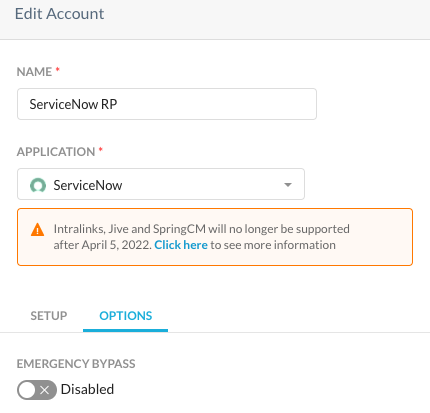 Edit Account
NAME *
ServiceNow RP
APPLICATION *
ServiceNow
Intralinks, Jive and SpringCM will no longer be supported
after April 5, 2022. Click here to see more information
SETUP OPTIONS
EMERGENCY BYPASS
Disabled